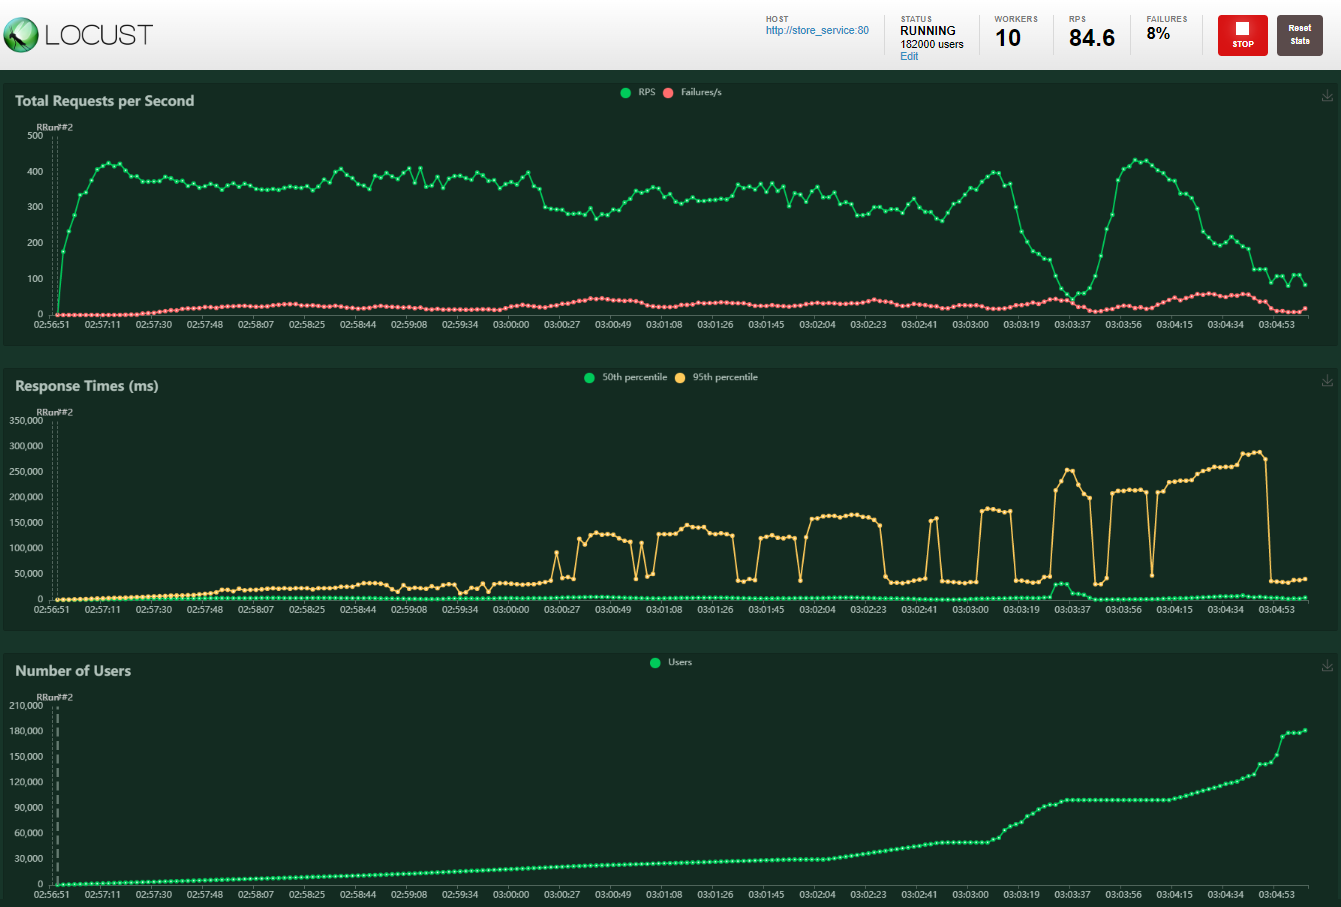 LOCUST
HOST
http://store_service:80
STATUS
RUNNING
182000 users
Edit
WORKERS
10
RPS
84.6
FAILURES
8%
STOP
Reset
Stats
Total Requests per Second
RPS Failures/s
500
400
300
200
100
0
02:56:51 02:57:11 02:57:30 02:57:48 02:58:07 02:58:25 02:58:44 02:59:08 02:59:34 03:00:00 03:00:27 03:00:49 03:01:08 03:01:26 03:01:45 03:02:04 03:02:23 03:02:41 03:03:00 03:03:19 03:03:37 03:03:56 03:04:15 03:04:34 03:04:53
Response Times (ms)
50th percentile 95th percentile
350,000
300,000
250,000
200,000
150,000
100,000
50,000
0
02:56:51 02:57:11 02:57:30 02:57:48 02:58:07 02:58:25 02:58:44 02:59:08 02:59:34 03:00:00 03:00:27 03:00:49 03:01:08 03:01:26 03:01:45 03:02:04 03:02:23 03:02:41 03:03:00 03:03:19 03:03:37 03:03:56 03:04:15 03:04:34 03:04:53
Number of Users
Users
210,000
180,000
150,000
120,000
90,000
60,000
30,000
0
02:56:51 02:57:11 02:57:30 02:57:48 02:58:07 02:58:25 02:58:44 02:59:08 02:59:34 03:00:00 03:00:27 03:00:49 03:01:08 03:01:26 03:01:45 03:02:04 03:02:23 03:02:41 03:03:00 03:03:19 03:03:37 03:03:56 03:04:15 03:04:34 03:04:53